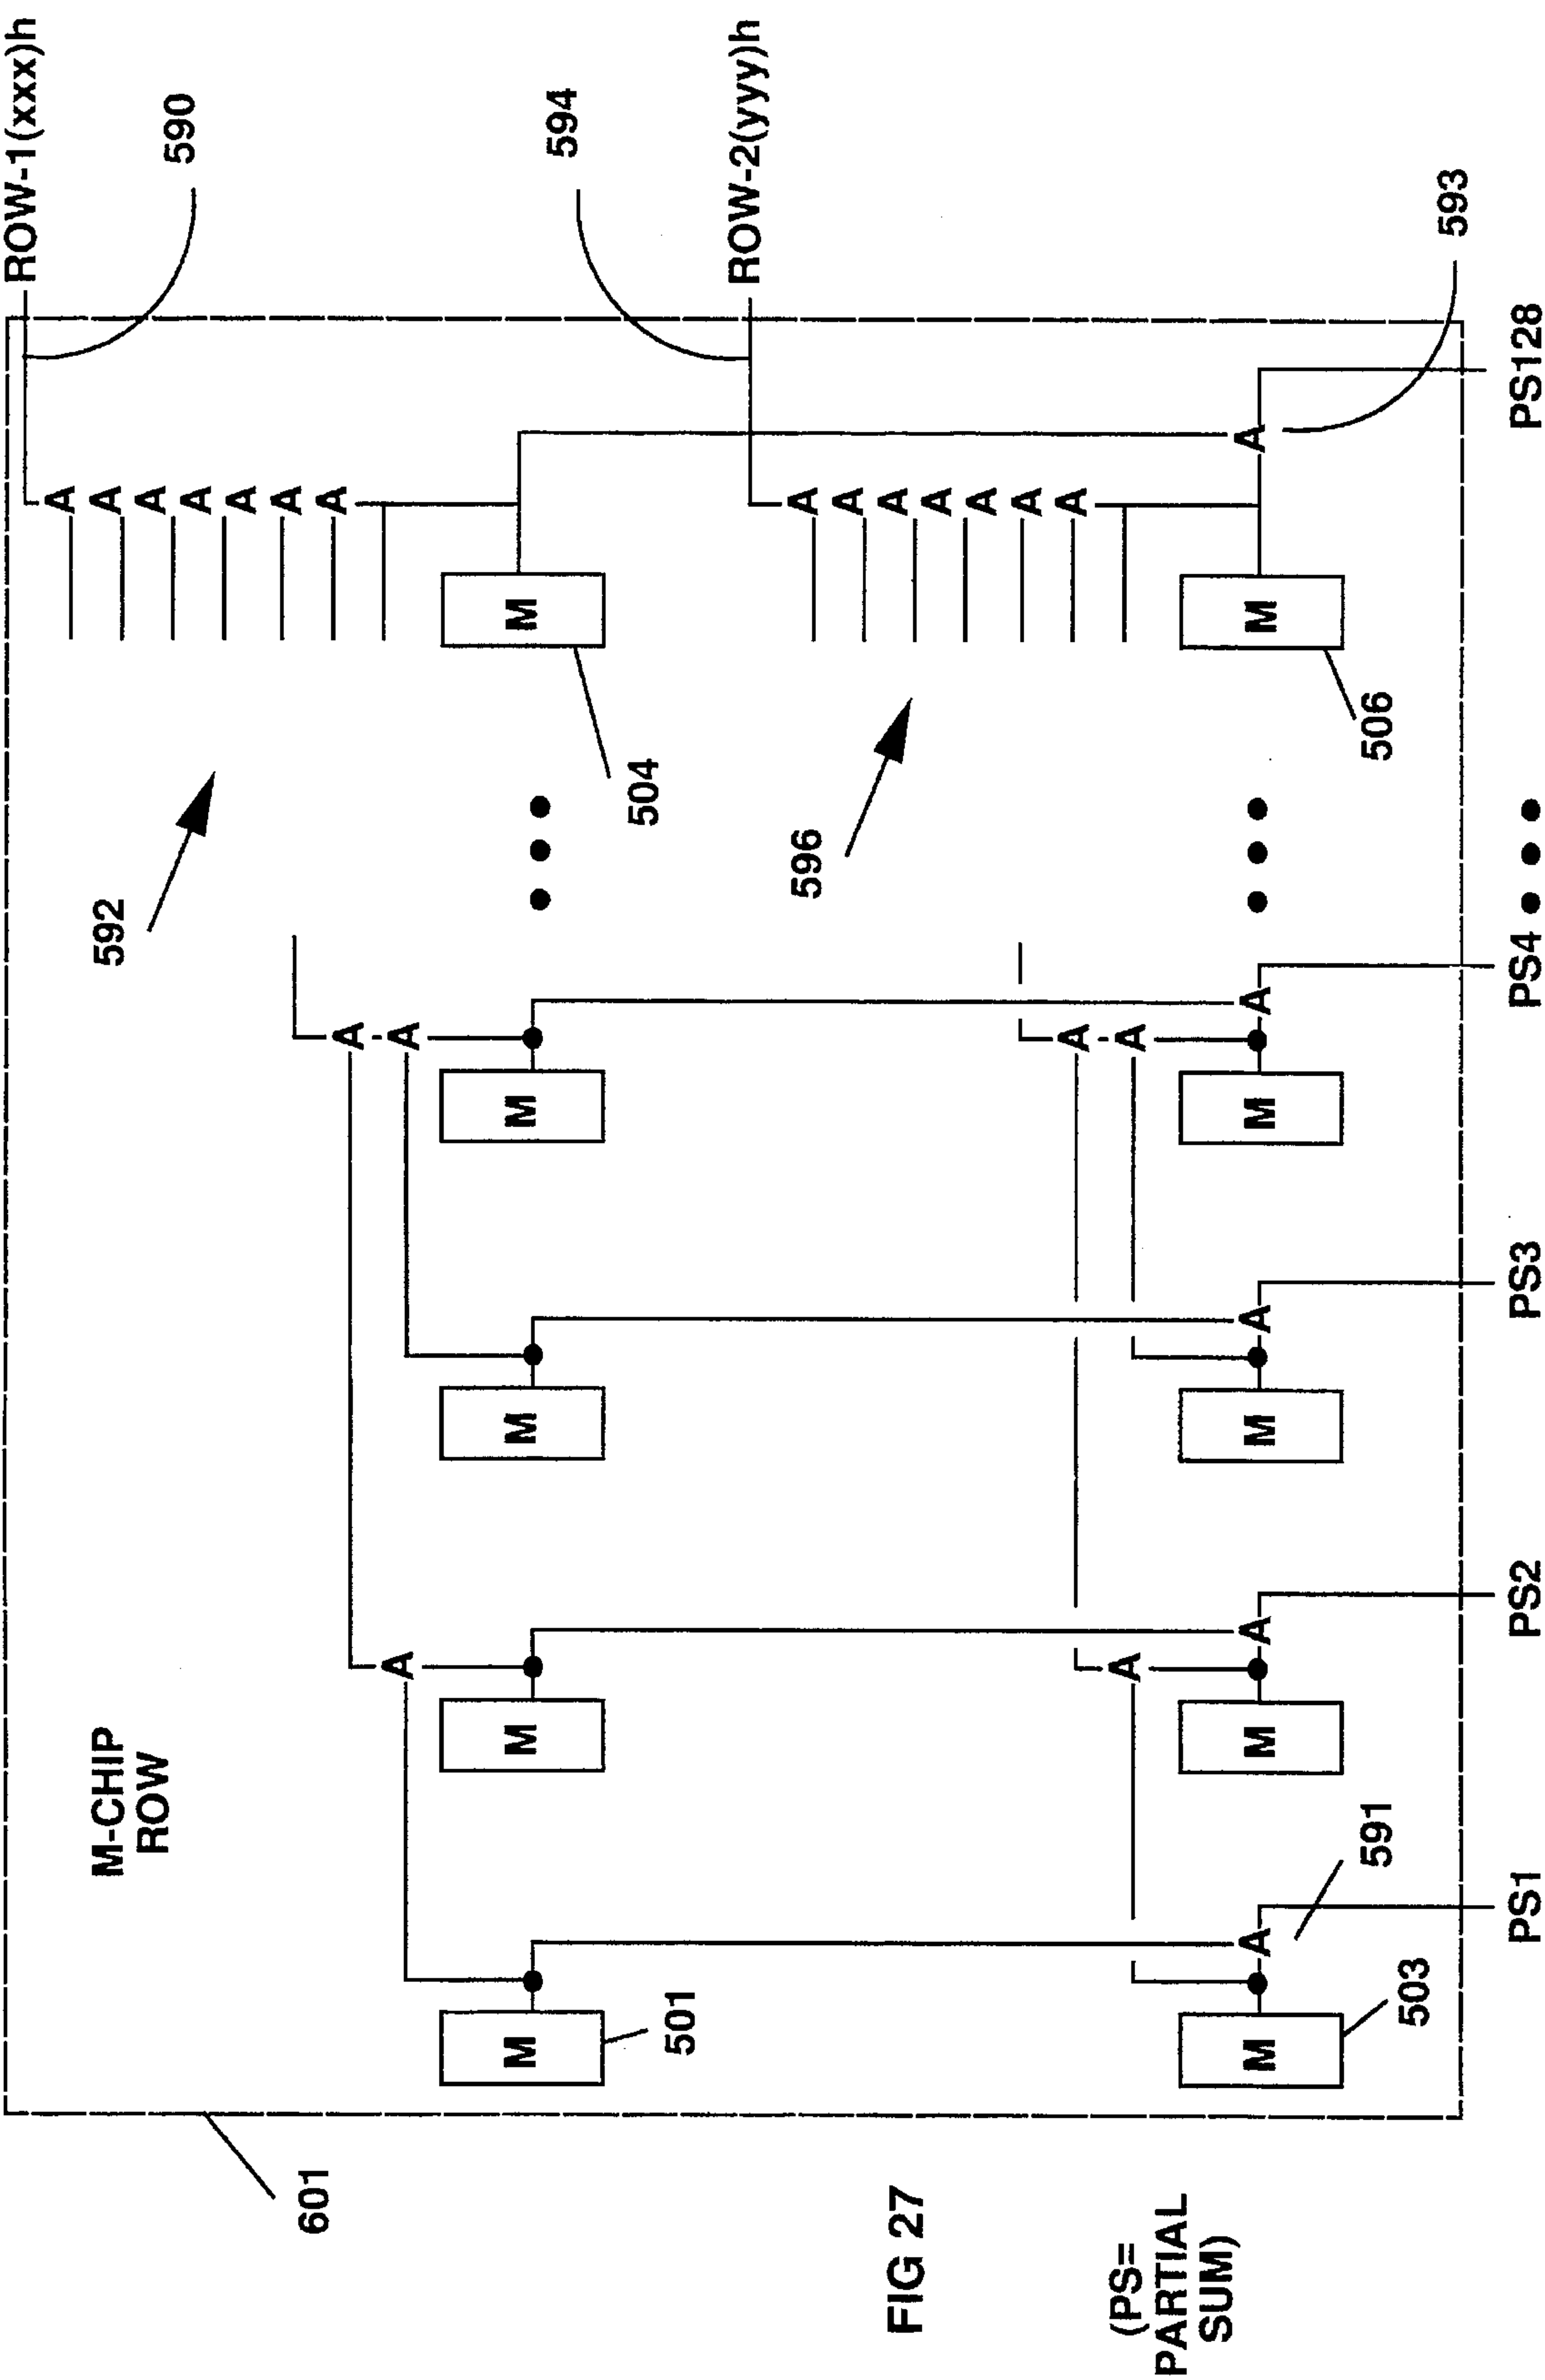 ROW-1(xxx)h
M-CHIP
ROW
592
590
601
A
A
A
A
A
A
A
A
A A
M M M M M
501
504
594
ROW-2(yyy)h
596
A
A
A
A
A
A
A
A
A A
M A M A M A M A M A
591
503
506
593
PS1 PS2 PS3 PS4 PS128
FIG 27
(PS=
PARTIAL
SUM)